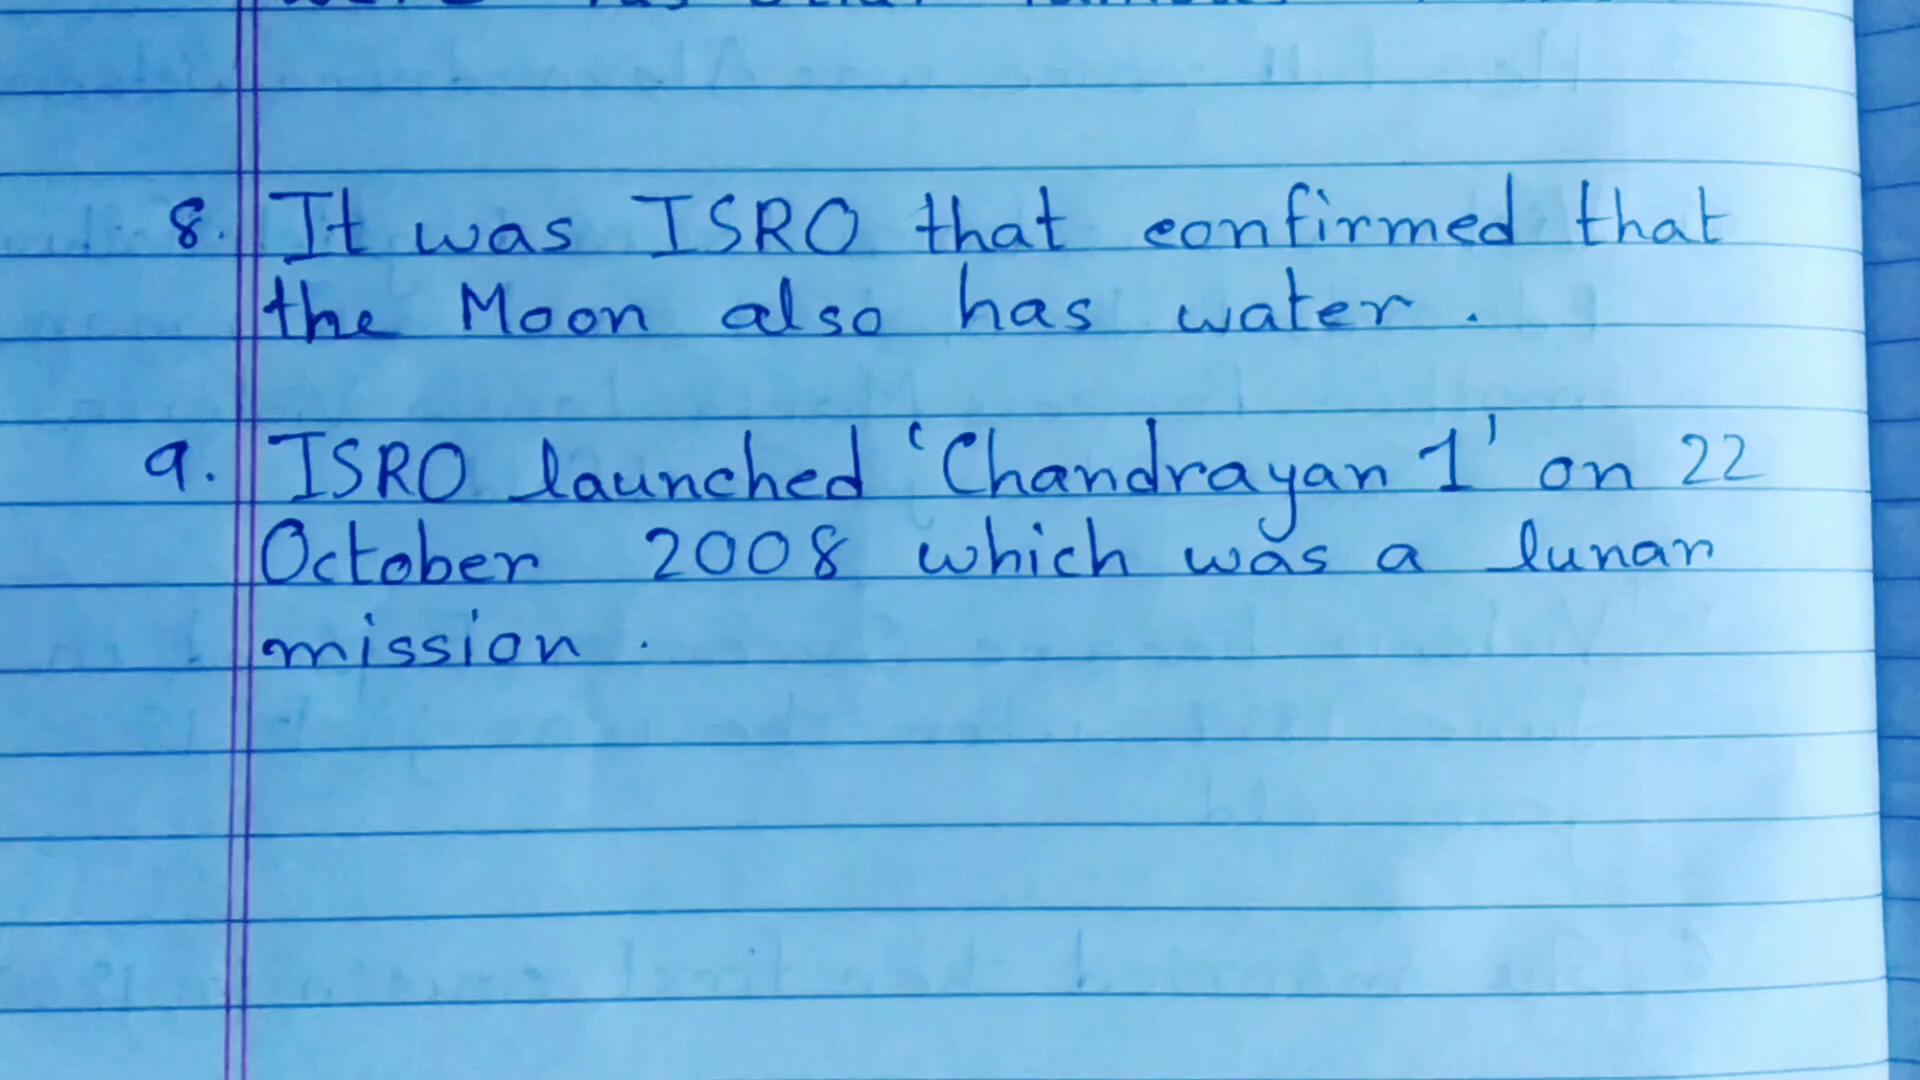 8. It was ISRO that confirmed that
the Moon also has water.
9. ISRO launched 'Chandrayan 1' on 22
October 2008 which was a lunar
mission.